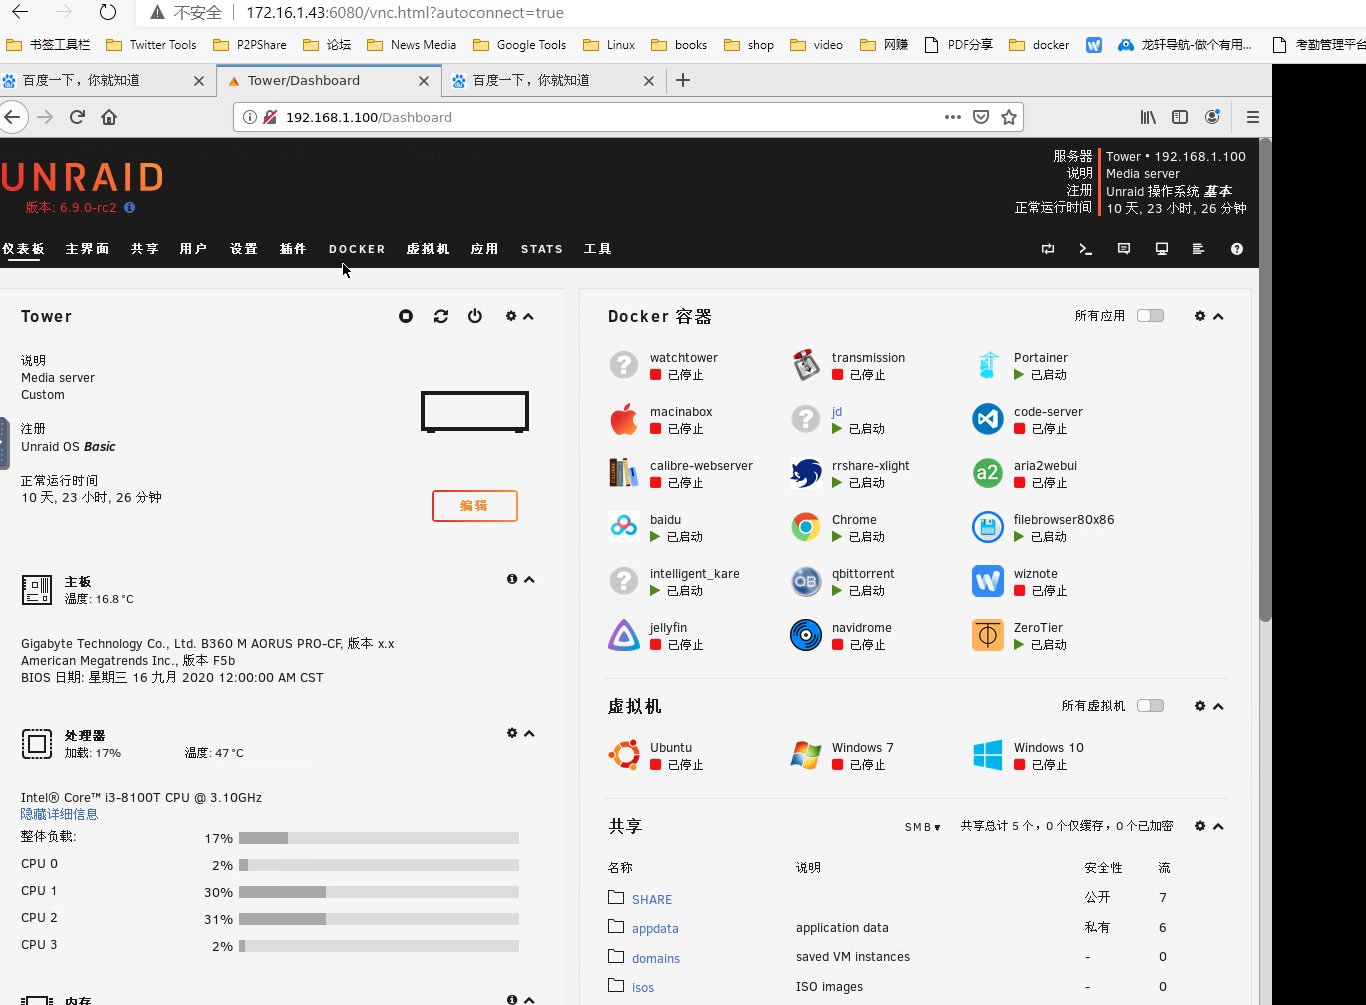 不安全 172.16.1.43:6080/vnc.html?autoconnect=true
书签工具栏 Twitter Tools P2PShare 论坛 News Media Google Tools Linux books shop video 网赚 PDF分享 docker 龙轩导航-做个有用... 考勤管理平台
百度一下，你就知道 Tower/Dashboard 百度一下，你就知道
192.168.1.100/Dashboard
UNRAID
版本: 6.9.0-rc2
服务器 Tower • 192.168.1.100
说明 Media server
注册 Unraid 操作系统 基本
正常运行时间 10 天, 23 小时, 26 分钟
仪表板 主界面 共享 用户 设置 插件 DOCKER 虚拟机 应用 STATS 工具
Tower
说明
Media server
Custom
注册
Unraid OS Basic
正常运行时间
10 天, 23 小时, 26 分钟
编辑
主板
温度: 16.8 °C
Gigabyte Technology Co., Ltd. B360 M AORUS PRO-CF, 版本 x.x
American Megatrends Inc., 版本 F5b
BIOS 日期: 星期三 16 九月 2020 12:00:00 AM CST
处理器
加载: 17% 温度: 47 °C
Intel® Core™ i3-8100T CPU @ 3.10GHz
隐藏详细信息
整体负载: 17%
CPU 0 2%
CPU 1 30%
CPU 2 31%
CPU 3 2%
内存
Docker 容器 所有应用
watchtower transmission Portainer
已停止 已停止 已启动
macinabox jd code-server
已停止 已启动 已停止
calibre-webserver rrshare-xlight aria2webui
已停止 已启动 已停止
baidu Chrome filebrowser80x86
已启动 已启动 已启动
intelligent_kare qbittorrent wiznote
已启动 已启动 已停止
jellyfin navidrome ZeroTier
已停止 已停止 已启动
虚拟机 所有虚拟机
Ubuntu Windows 7 Windows 10
已停止 已停止 已停止
共享 SMB 共享总计 5 个，0 个仅缓存，0 个已加密
名称 说明 安全性 流
SHARE 公开 7
appdata application data 私有 6
domains saved VM instances - 0
isos ISO images - 0